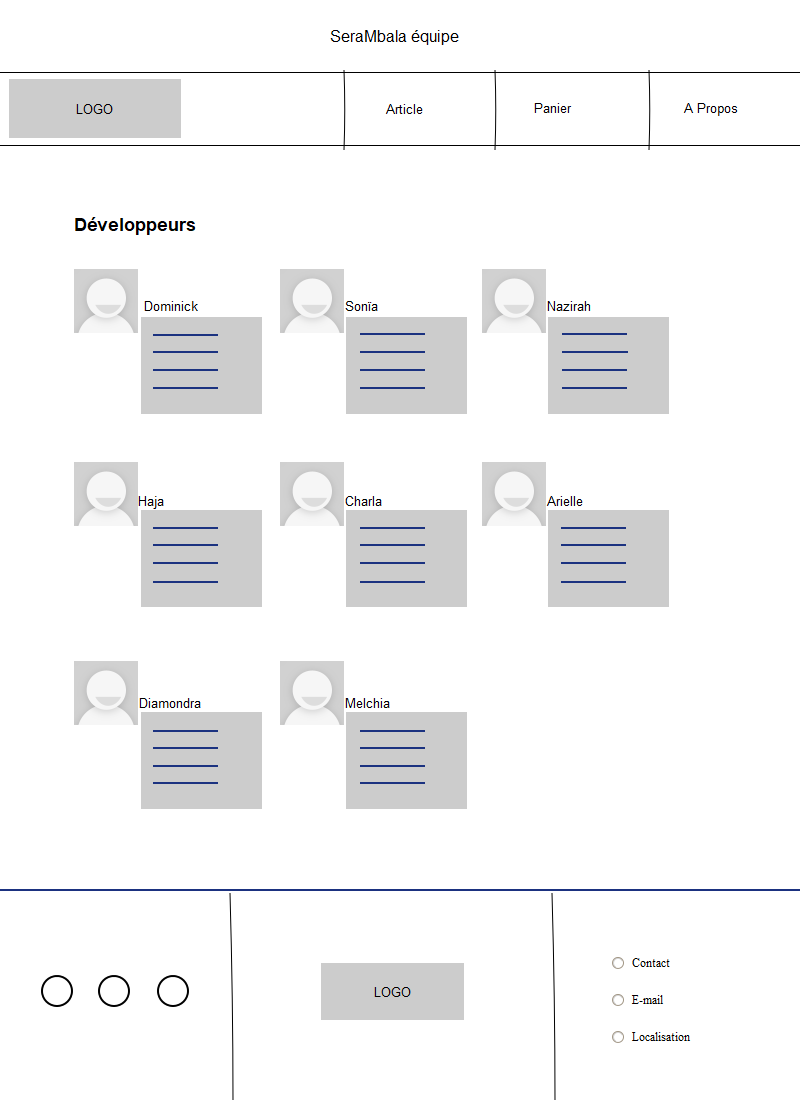 SeraMbala équipe
LOGO
Article
Panier
A Propos
Développeurs
Dominick
Sonïa
Nazirah
Haja
Charla
Arielle
Diamondra
Melchia
LOGO
Contact
E-mail
Localisation